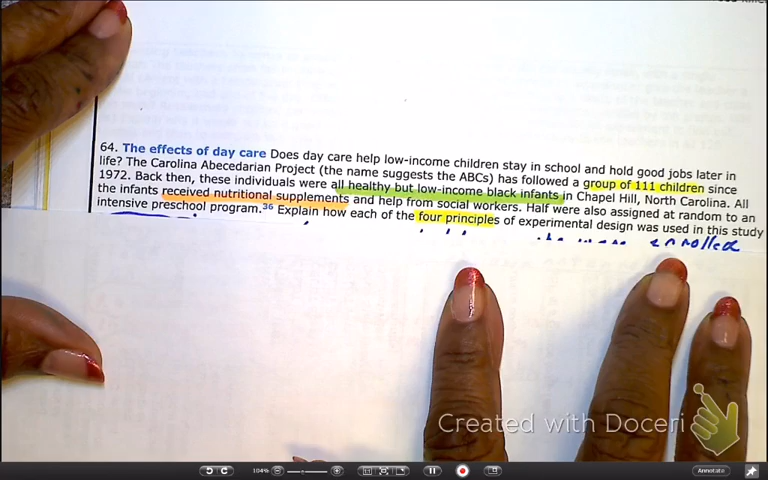 64. The effects of day care Does day care help low-income children stay in school and hold good jobs later in
life? The Carolina Abecedarian Project (the name suggests the ABCs) has followed a group of 111 children since
1972. Back then, these individuals were all healthy but low-income black infants in Chapel Hill, North Carolina. All
the infants received nutritional supplements and help from social workers. Half were also assigned at random to an
intensive preschool program.36 Explain how each of the four principles of experimental design was used in this study
enrolled
Created with Doceri
104%
Annotate